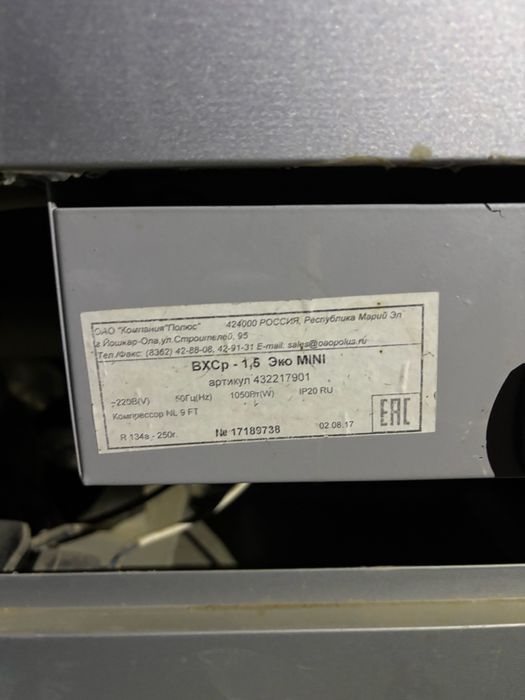 ОАО "Компания"Полюс" 424000 РОССИЯ, Республика Марий Эл
г.Йошкар-Ола,ул.Строителей, 95
Тел./Факс: (8362) 42-88-08, 42-91-31 E-mail: sales@oaopolus.ru
ВХСр - 1,5 Эко MINI
артикул 432217901
~220В(V) 50Гц(Hz) 1050Вт(W) IP20 RU
Компрессор NL 9 FT
R 134a - 250г. № 17189738 02.08.17
EAC